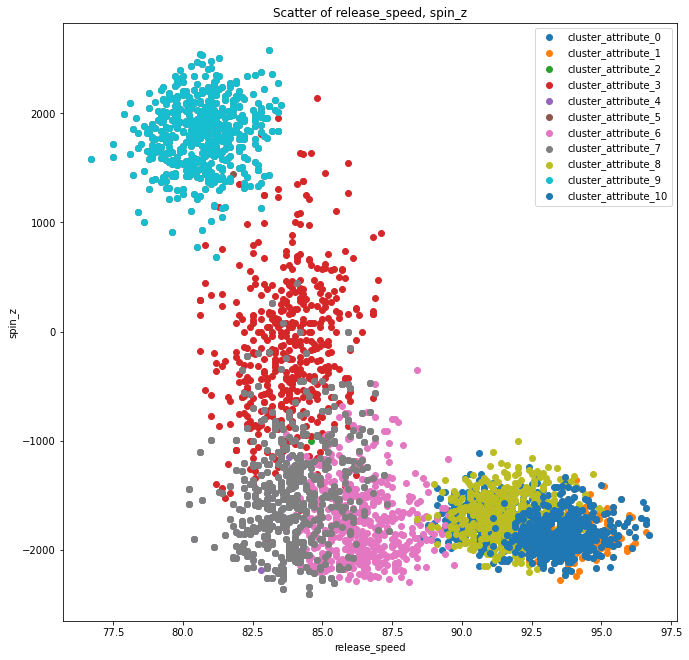 Scatter of release_speed, spin_z
cluster_attribute_0
cluster_attribute_1
cluster_attribute_2
cluster_attribute_3
cluster_attribute_4
cluster_attribute_5
cluster_attribute_6
cluster_attribute_7
cluster_attribute_8
cluster_attribute_9
cluster_attribute_10
2000
1000
0
−1000
−2000
spin_z
77.5 80.0 82.5 85.0 87.5 90.0 92.5 95.0 97.5
release_speed